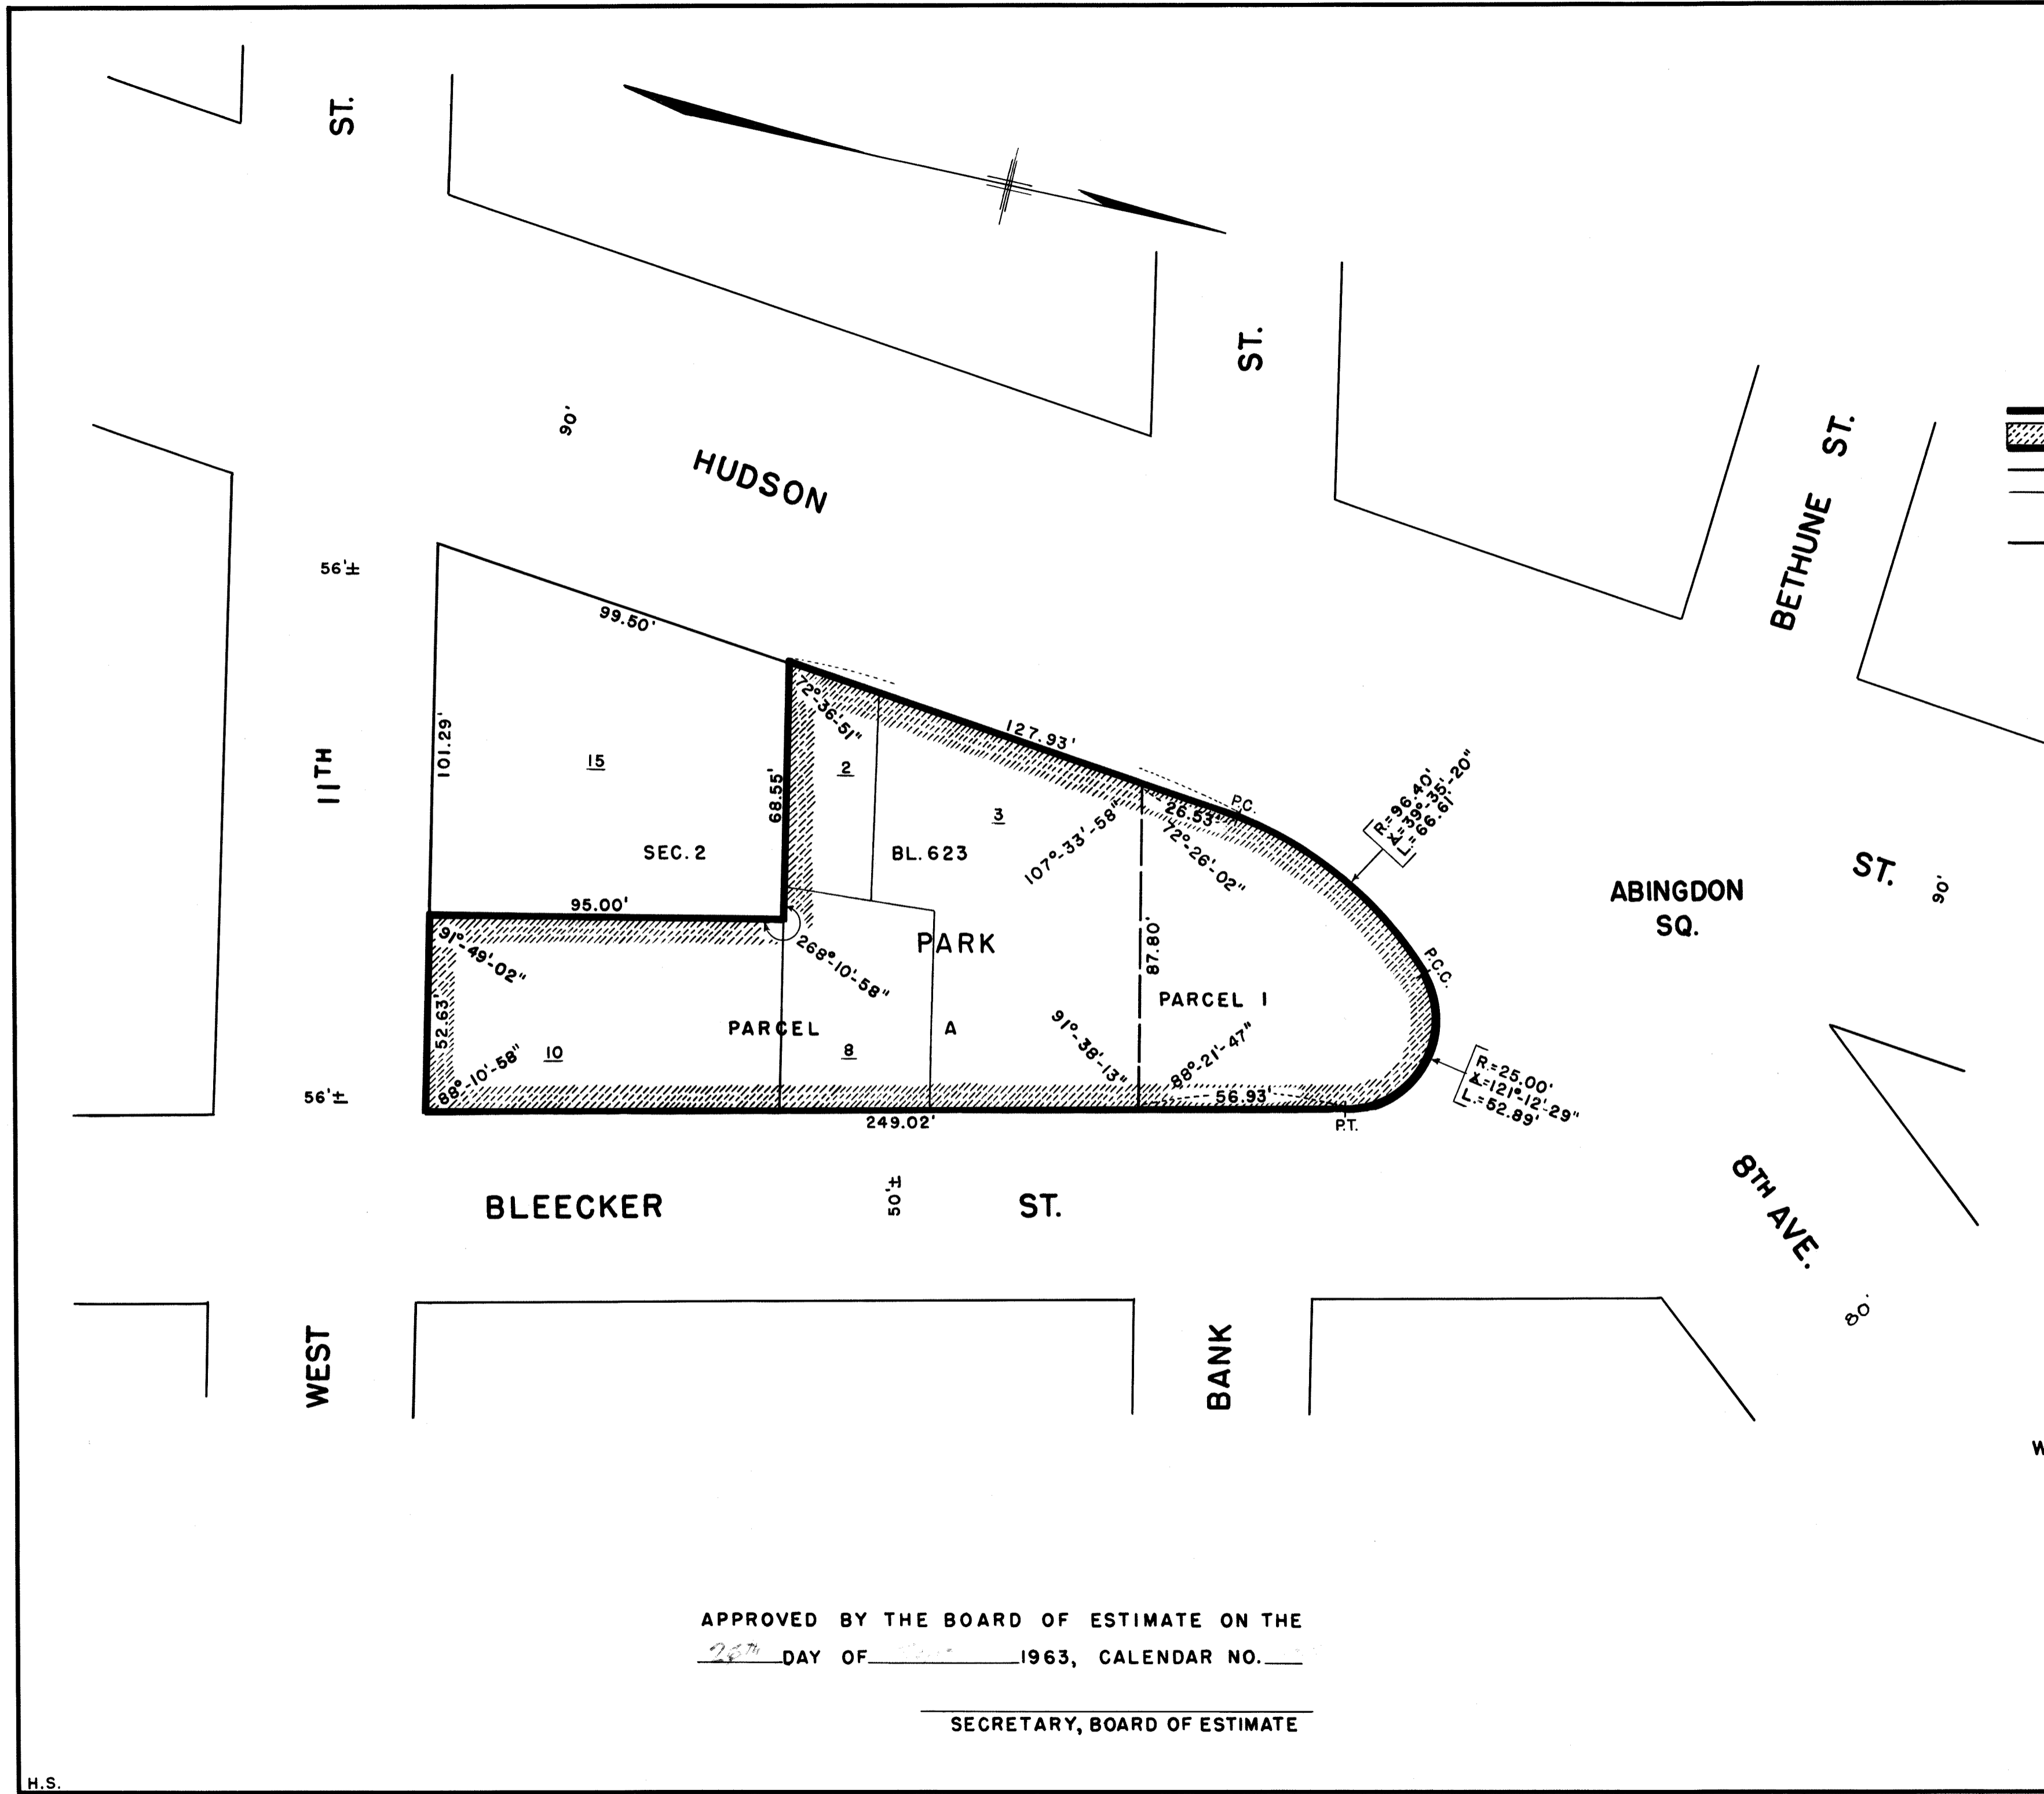 ST.
ST.
90'
HUDSON
BETHUNE ST.
56'±
99.50'
101.29'
11TH
15
72°-36'-51"
2
127.93'
68.55'
3
P.C.
26.53'
107°-33'-58"
72°-26'-02"
R.=96.40'
∡=39°-35'-20"
L.=66.61'
SEC. 2
BL. 623
ST.
90'
ABINGDON
SQ.
95.00'
91°-49'-02"
268°-10'-58"
PARK
87.80'
P.C.C.
PARCEL 1
52.63'
PARCEL A
10
8
88°-10'-58"
91°-38'-13"
88°-21'-47"
56.93'
R.=25.00'
∡=121°-12'-29"
L.=52.89'
56'±
249.02'
P.T.
BLEECKER ST.
50'±
8TH AVE.
80'
WEST
BANK
W
APPROVED BY THE BOARD OF ESTIMATE ON THE
DAY OF 1963, CALENDAR NO.
SECRETARY, BOARD OF ESTIMATE
H.S.